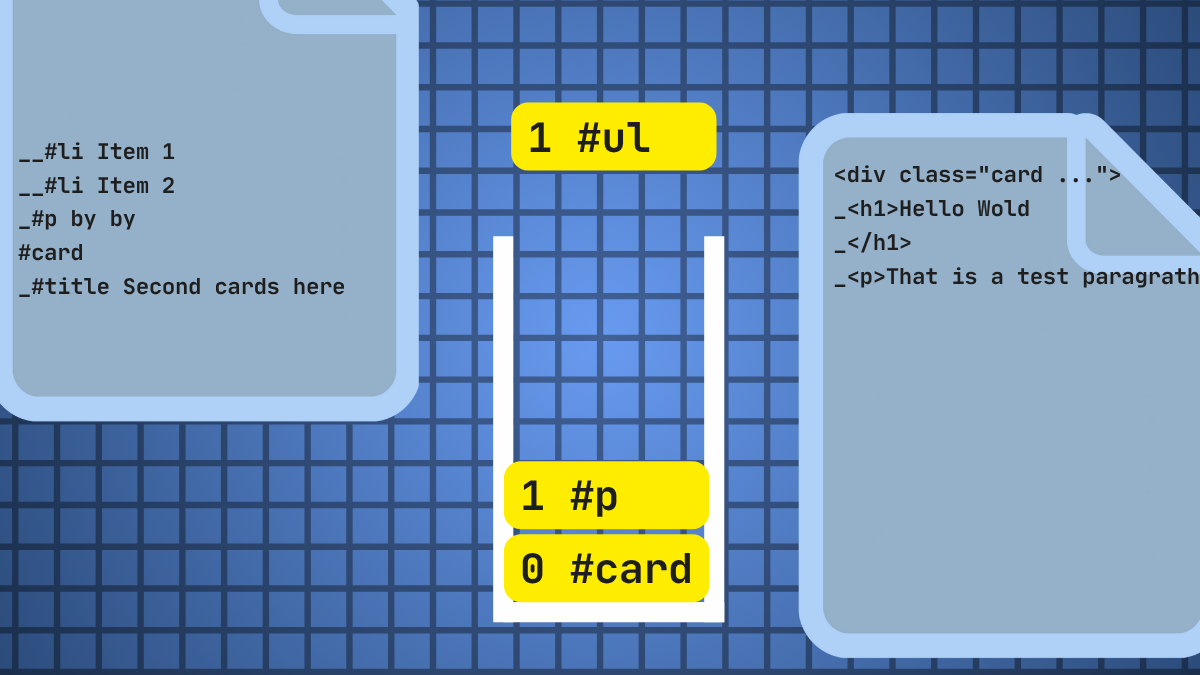 __#li Item 1
__#li Item 2
_#p by by
#card
_#title Second cards here
1 #ul
1 #p
0 #card
<div class="card ...">
_<h1>Hello Wold
_</h1>
_<p>That is a test paragrath